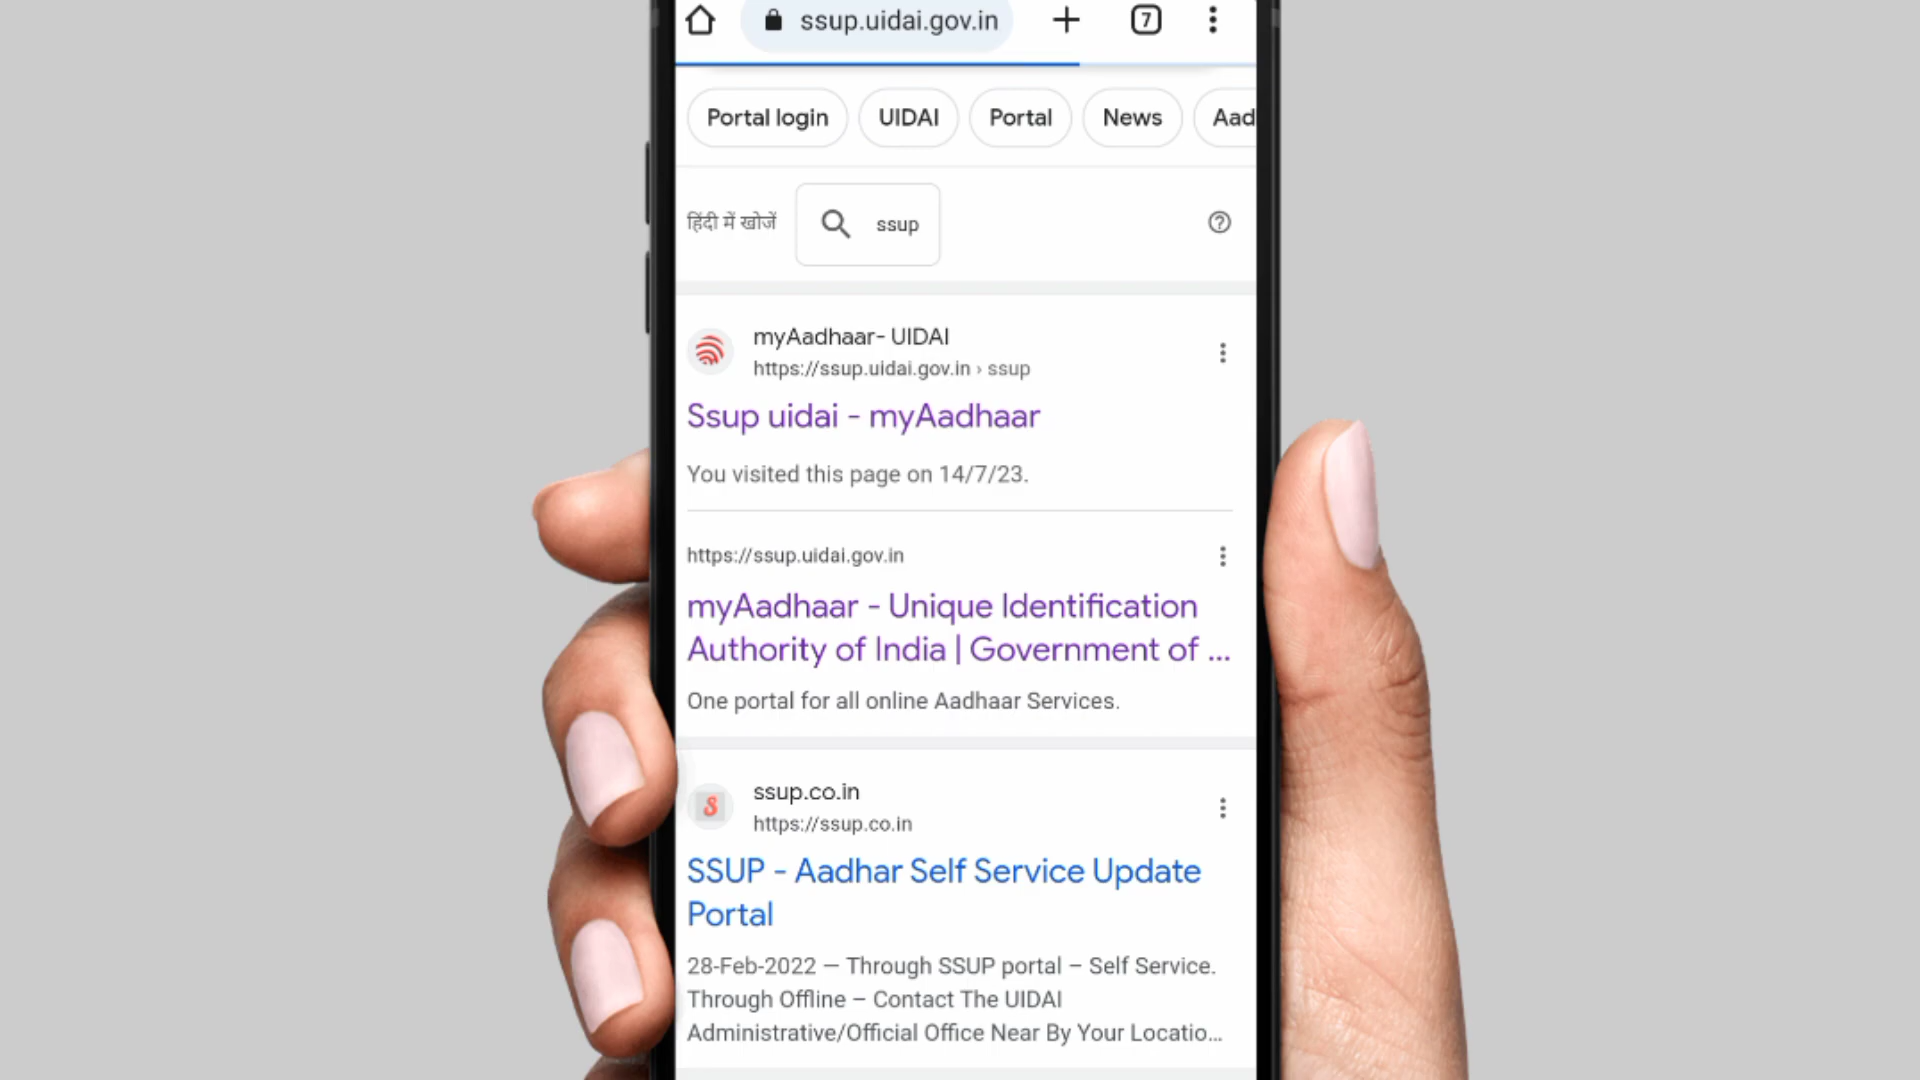 ssup.uidai.gov.in
7
Portal login
UIDAI
Portal
News
Aad
हिंदी में खोजें
ssup
myAadhaar- UIDAI
https://ssup.uidai.gov.in › ssup
Ssup uidai - myAadhaar
You visited this page on 14/7/23.
https://ssup.uidai.gov.in
myAadhaar - Unique Identification
Authority of India | Government of ...
One portal for all online Aadhaar Services.
ssup.co.in
https://ssup.co.in
SSUP - Aadhar Self Service Update
Portal
28-Feb-2022 — Through SSUP portal – Self Service.
Through Offline – Contact The UIDAI
Administrative/Official Office Near By Your Locatio...